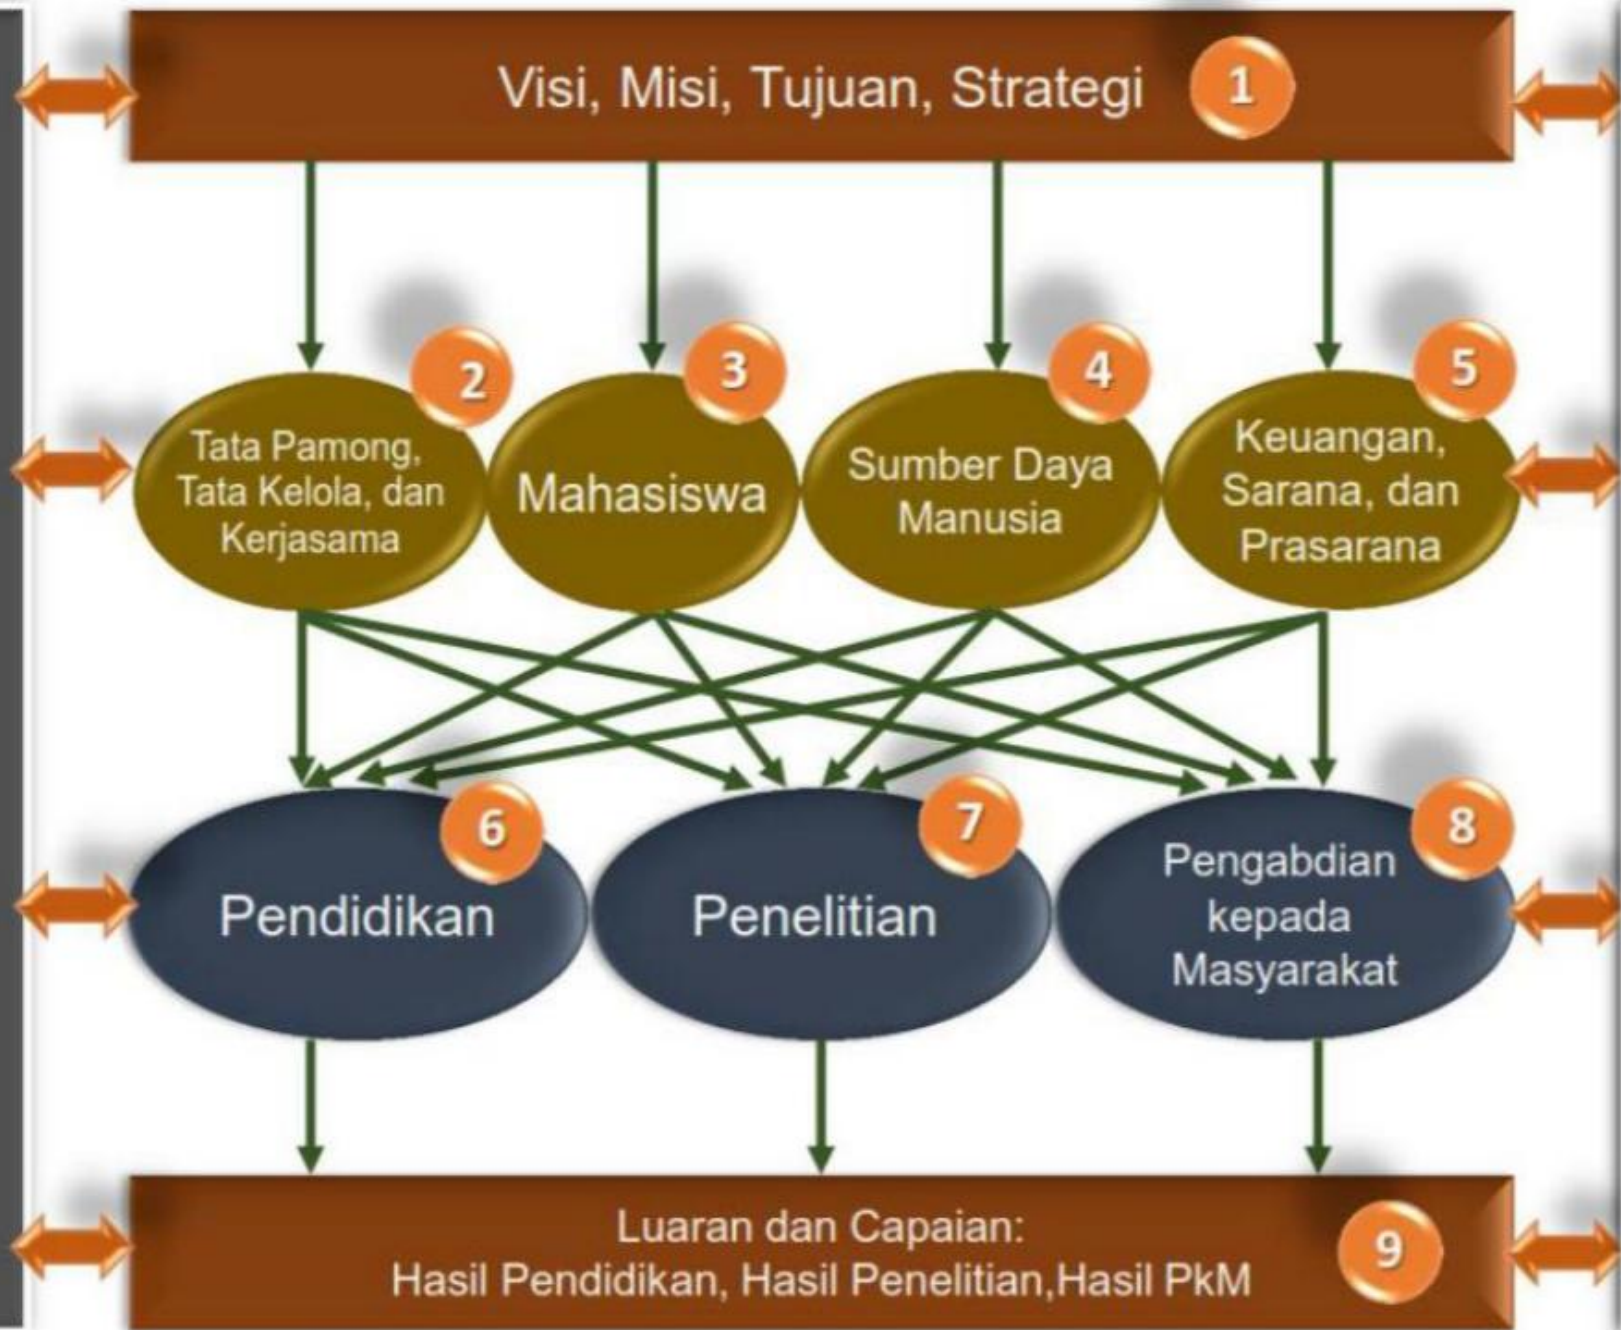 Visi, Misi, Tujuan, Strategi
1
2
3
4
5
Tata Pamong,
Tata Kelola, dan
Kerjasama
Mahasiswa
Sumber Daya
Manusia
Keuangan,
Sarana, dan
Prasarana
6
7
8
Pendidikan
Penelitian
Pengabdian
kepada
Masyarakat
Luaran dan Capaian:
Hasil Pendidikan, Hasil Penelitian,Hasil PkM
9